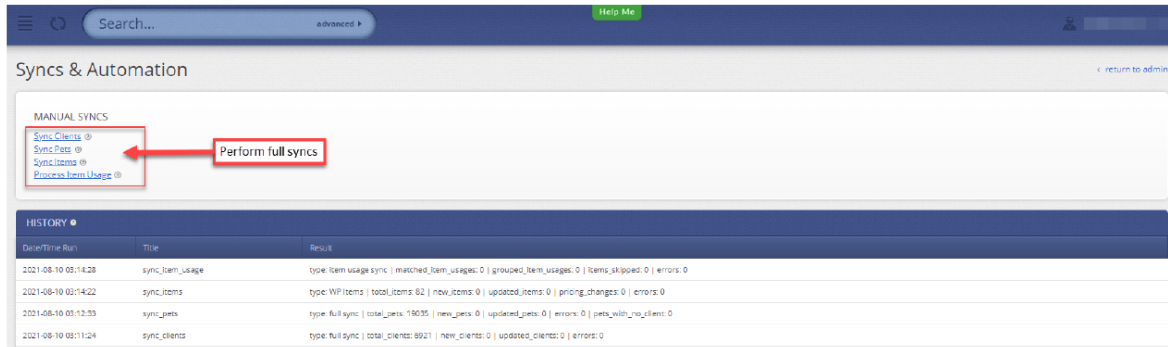 Help Me
Search... advanced
Syncs & Automation
< return to admin
MANUAL SYNCS
Sync Clients
Sync Pets
Sync Items
Process Item Usage
Perform full syncs
HISTORY
Date/Time Run Title Result
2021-08-10 03:14:28 sync_item_usage type: item usage sync | matched_item_usages: 0 | grouped_item_usages: 0 | items_skipped: 0 | errors: 0
2021-08-10 03:14:22 sync_items type: WP Items | total_items: 82 | new_items: 0 | updated_items: 0 | pricing_changes: 0 | errors: 0
2021-08-10 03:12:33 sync_pets type: full sync | total_pets: 19035 | new_pets: 0 | updated_pets: 0 | errors: 0 | pets_with_no_client: 0
2021-08-10 03:11:24 sync_clients type: full sync | total_clients: 8921 | new_clients: 0 | updated_clients: 0 | errors: 0